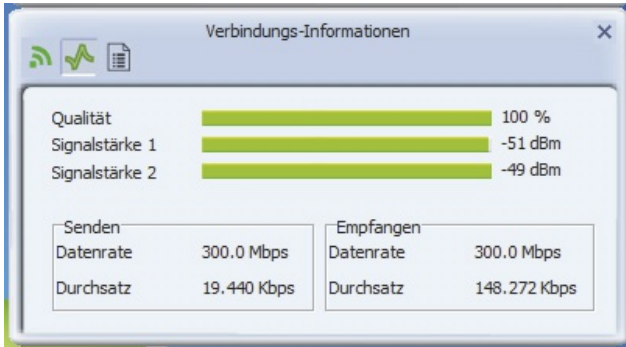 Verbindungs-Informationen
Qualität 100 %
Signalstärke 1 -51 dBm
Signalstärke 2 -49 dBm
Senden Empfangen
Datenrate 300.0 Mbps Datenrate 300.0 Mbps
Durchsatz 19.440 Kbps Durchsatz 148.272 Kbps